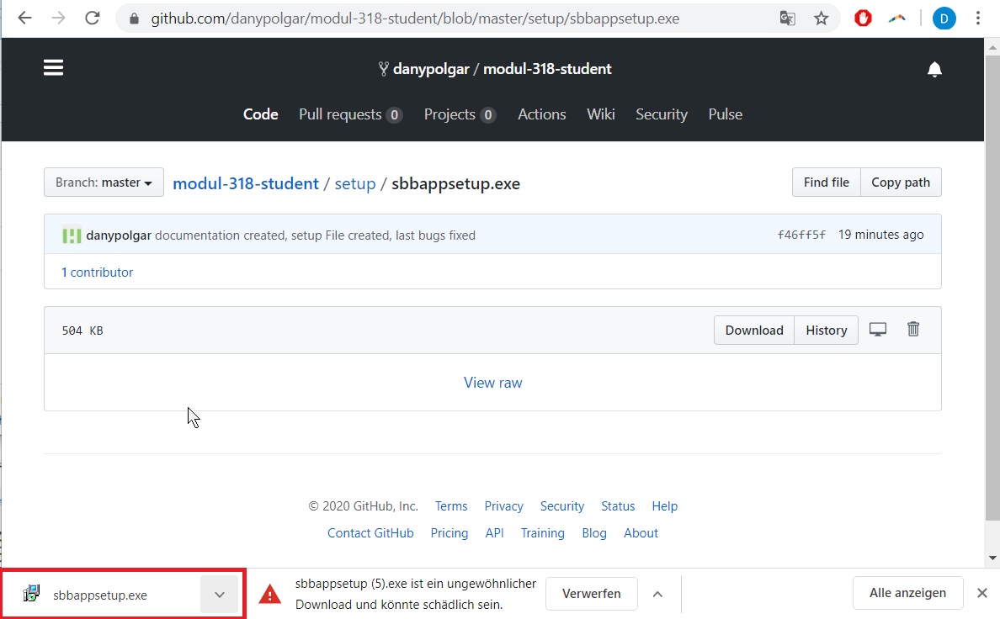 github.com/danypolgar/modul-318-student/blob/master/setup/sbbappsetup.exe
D
danypolgar / modul-318-student
Code Pull requests 0 Projects 0 Actions Wiki Security Pulse
Branch: master modul-318-student / setup / sbbappsetup.exe Find file Copy path
danypolgar documentation created, setup File created, last bugs fixed f46ff5f 19 minutes ago
1 contributor
504 KB Download History
View raw
© 2020 GitHub, Inc. Terms Privacy Security Status Help
Contact GitHub Pricing API Training Blog About
sbbappsetup.exe
sbbappsetup (5).exe ist ein ungewöhnlicher
Download und könnte schädlich sein.
Verwerfen
Alle anzeigen